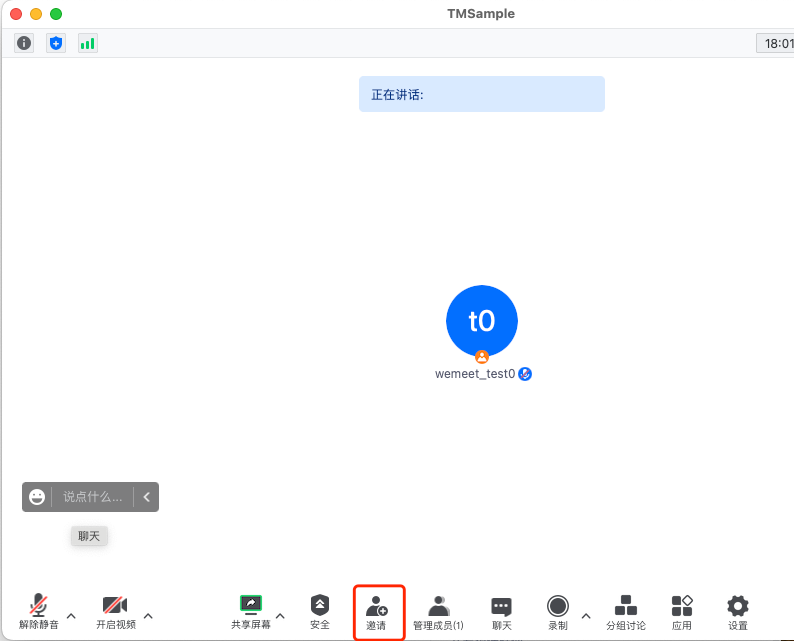 TMSample
18:01
正在讲话:
t0
wemeet_test0
说点什么...
聊天
解除静音
开启视频
共享屏幕
安全
邀请
管理成员(1)
聊天
录制
分组讨论
应用
设置